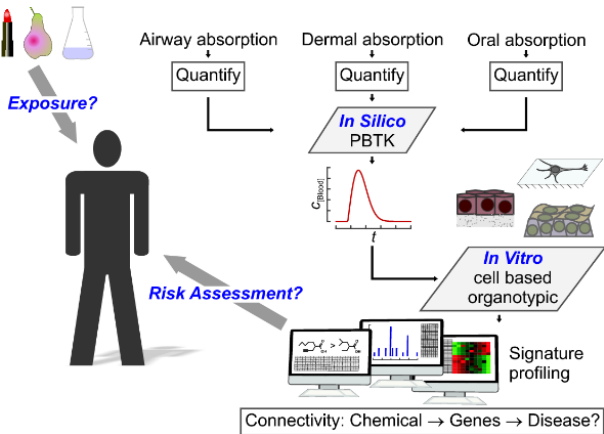 Airway absorption
Dermal absorption
Oral absorption
Quantify
Quantify
Quantify
Exposure?
In Silico
PBTK
C[Blood]
t
In Vitro
cell based
organotypic
Risk Assessment?
Signature
profiling
Connectivity: Chemical → Genes → Disease?